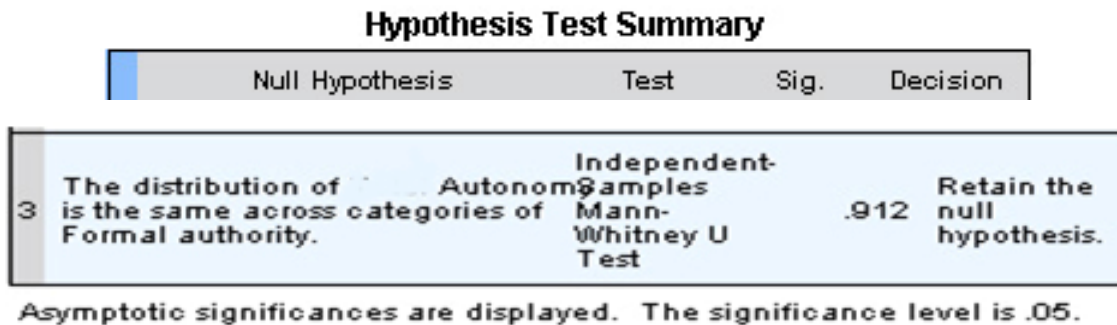 Hypothesis Test Summary
Null Hypothesis Test Sig. Decision
3
The distribution of Autonomy
is the same across categories of
Formal authority.
Independent-
Samples
Mann-
Whitney U
Test
.912
Retain the
null
hypothesis.
Asymptotic significances are displayed. The significance level is .05.